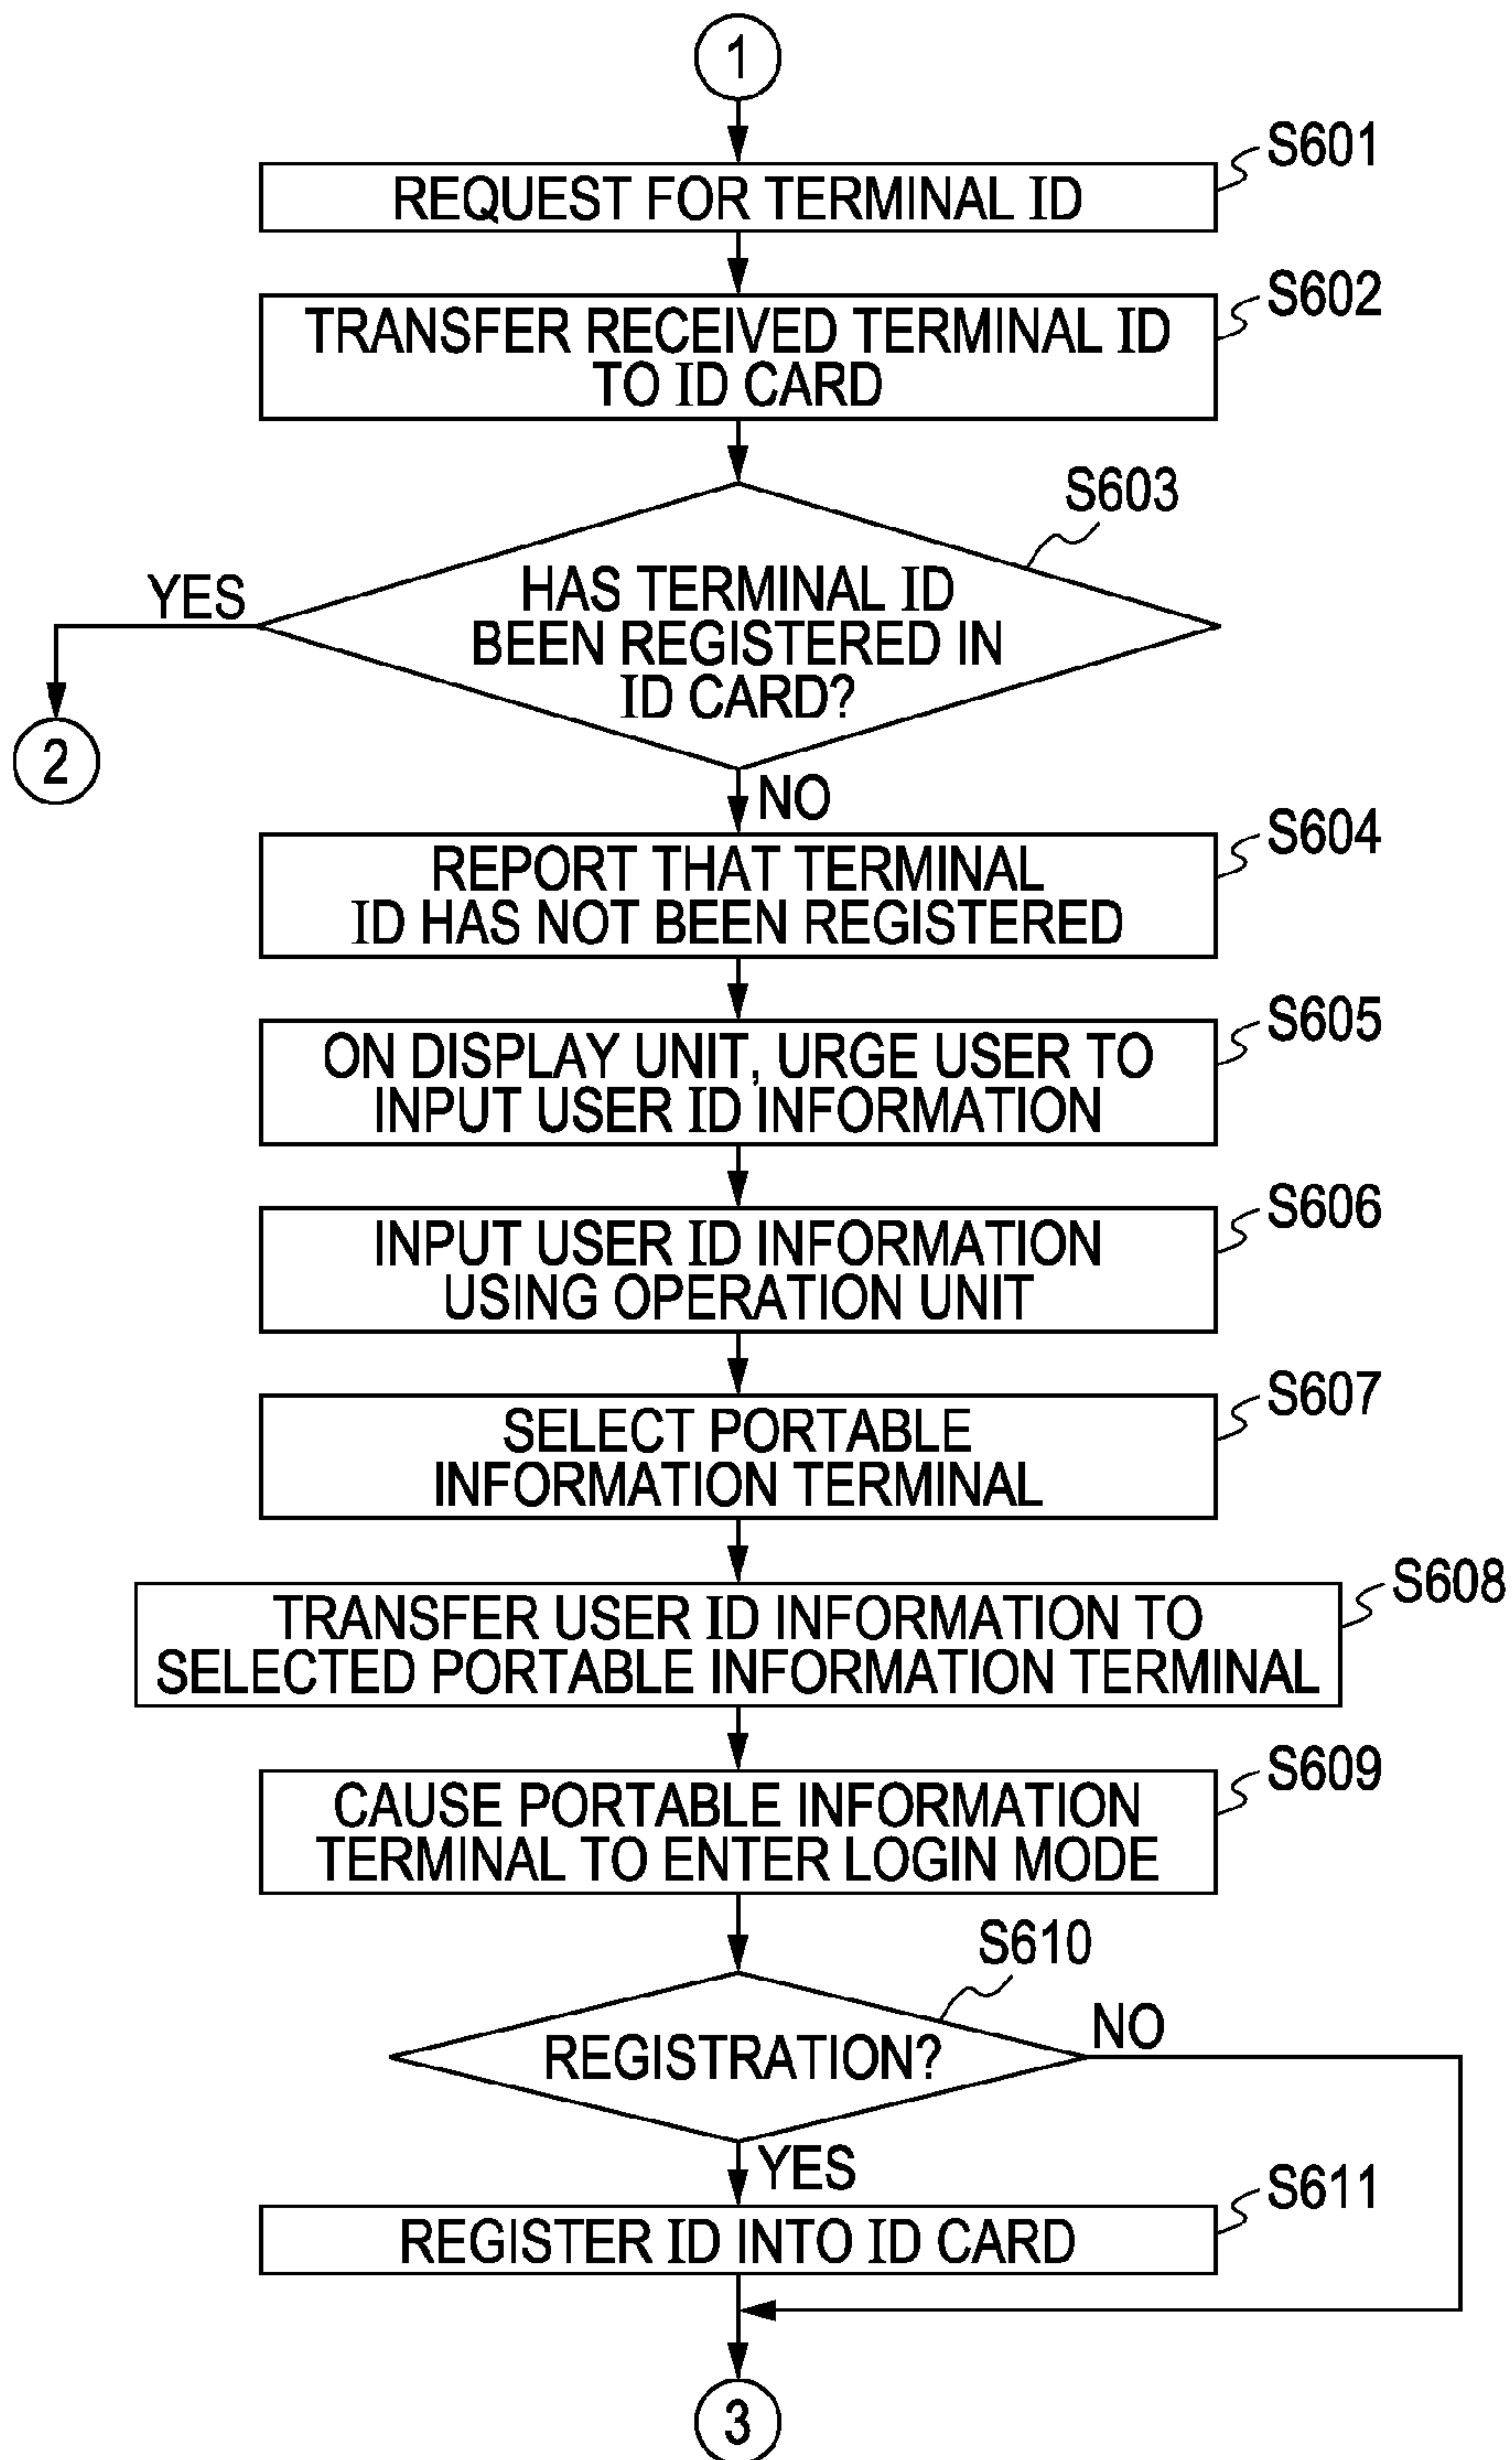 1
S601
REQUEST FOR TERMINAL ID
S602
TRANSFER RECEIVED TERMINAL ID
TO ID CARD
S603
YES
HAS TERMINAL ID
BEEN REGISTERED IN
ID CARD?
2
NO
S604
REPORT THAT TERMINAL
ID HAS NOT BEEN REGISTERED
S605
ON DISPLAY UNIT, URGE USER TO
INPUT USER ID INFORMATION
S606
INPUT USER ID INFORMATION
USING OPERATION UNIT
S607
SELECT PORTABLE
INFORMATION TERMINAL
S608
TRANSFER USER ID INFORMATION TO
SELECTED PORTABLE INFORMATION TERMINAL
S609
CAUSE PORTABLE INFORMATION
TERMINAL TO ENTER LOGIN MODE
S610
NO
REGISTRATION?
YES
S611
REGISTER ID INTO ID CARD
3